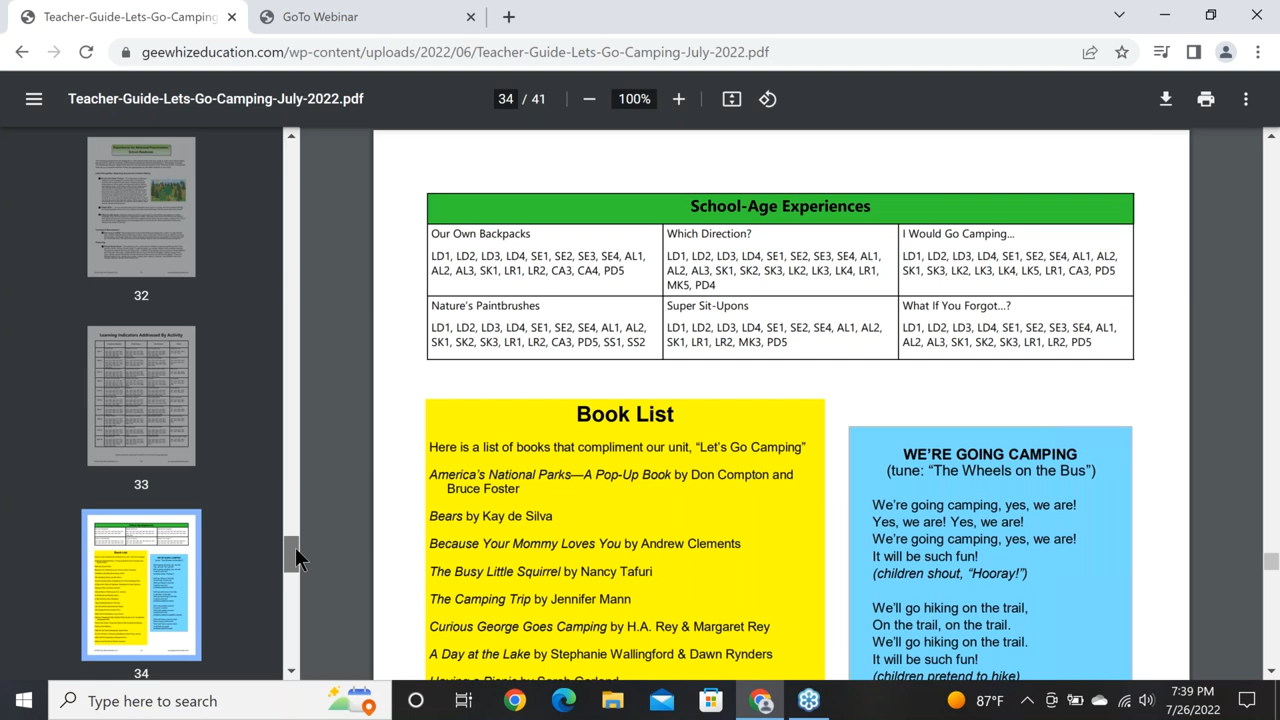 Teacher-Guide-Lets-Go-Camping
GoTo Webinar
geewhizeducation.com/wp-content/uploads/2022/06/Teacher-Guide-Lets-Go-Camping-July-2022.pdf
Teacher-Guide-Lets-Go-Camping-July-2022.pdf
34 / 41
100%
32
Learning Indicators Addressed By Activity
33
34
School-Age Experiences
Our Own Backpacks
LD1, LD2, LD3, LD4, SE1, SE2, SE3, SE4, AL1,
AL2, AL3, SK1, LR1, LR2, CA3, CA4, PD5
Which Direction?
LD1, LD2, LD3, LD4, SE1, SE2, SE3, SE4, AL1,
AL2, AL3, SK1, SK2, SK3, LK2, LK3, LK4, LR1,
MK5, PD4
I Would Go Camping...
LD1, LD2, LD3, LD4, SE1, SE2, SE4, AL1, AL2,
SK1, SK3, LK2, LK3, LK4, LK5, LR1, CA3, PD5
Nature's Paintbrushes
LD1, LD2, LD3, LD4, SE1, SE2, SE4, AL1, AL2,
SK1, SK2, SK3, LR1, LR2, CA3, PD5, SS1, SS2
Super Sit-Upons
LD1, LD2, LD3, LD4, SE1, SE2, SE4, AL1, AL2,
SK1, LR1, LR2, MK3, PD5
What If You Forgot...?
LD1, LD2, LD3, LD4, SE1, SE2, SE3, SE4, AL1,
AL2, AL3, SK1, SK2, SK3, LR1, LR2, PD5
Book List
Here is a list of books that compliment our unit, "Let's Go Camping"
America's National Parks—A Pop-Up Book by Don Compton and
Bruce Foster
Bears by Kay de Silva
Because Your Mommy Loves You by Andrew Clements
The Busy Little Squirrel by Nancy Tafuri
The Camping Trip by Jennifer Mann
Curious George Goes Camping by H.A. Rey & Margaret Rey
A Day at the Lake by Stephanie Wallingford & Dawn Rynders
Having a Picnic by Sarah Garland
WE'RE GOING CAMPING
(tune: "The Wheels on the Bus")
We're going camping, yes, we are!
Yes, we are! Yes, we are!
We're going camping, yes, we are!
It will be such fun!
(children shout, "Hooray!")
We'll go hiking on the trail,
On the trail, on the trail.
We'll go hiking on the trail.
It will be such fun!
(children pretend to hike)
Type here to search
87°F
7:39 PM
7/26/2022